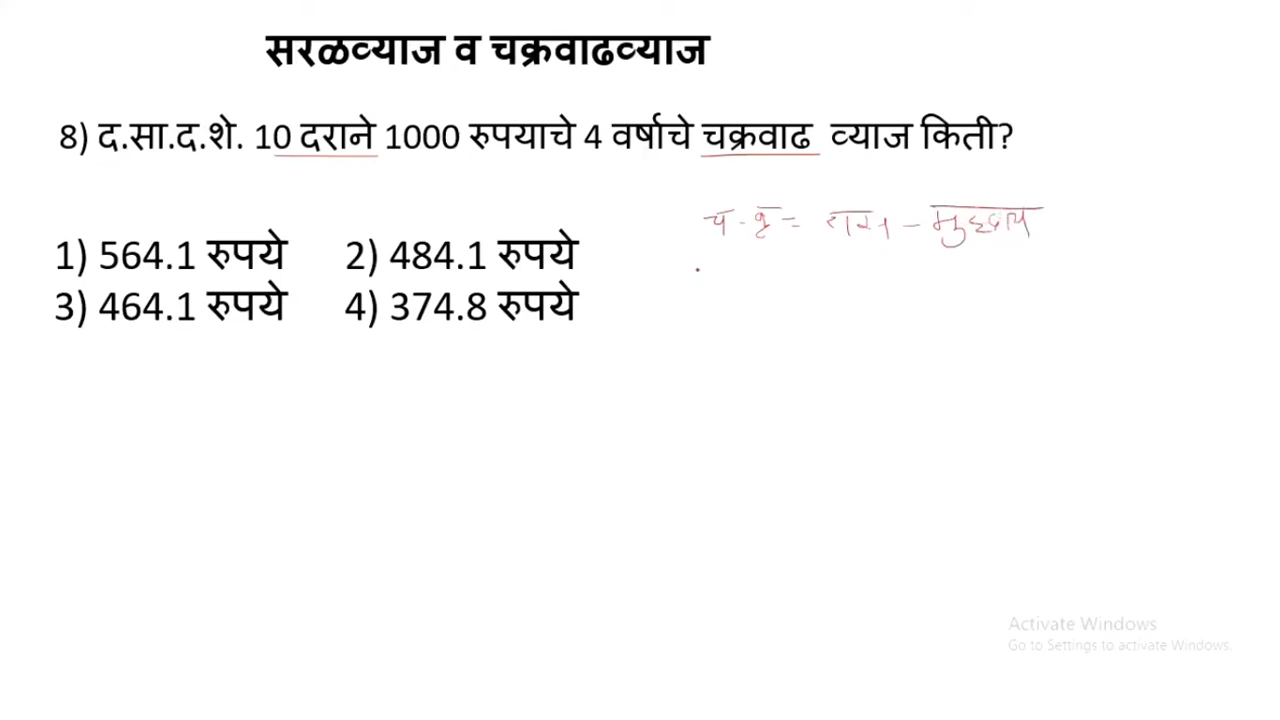 सरळव्याज व चक्रवाढव्याज
8) द.सा.द.शे. 10 दराने 1000 रुपयाचे 4 वर्षाचे चक्रवाढ व्याज किती?
=  - मुद्दल
1) 564.1 रुपये 2) 484.1 रुपये
3) 464.1 रुपये 4) 374.8 रुपये
Activate Windows
Go to Settings to activate Windows.